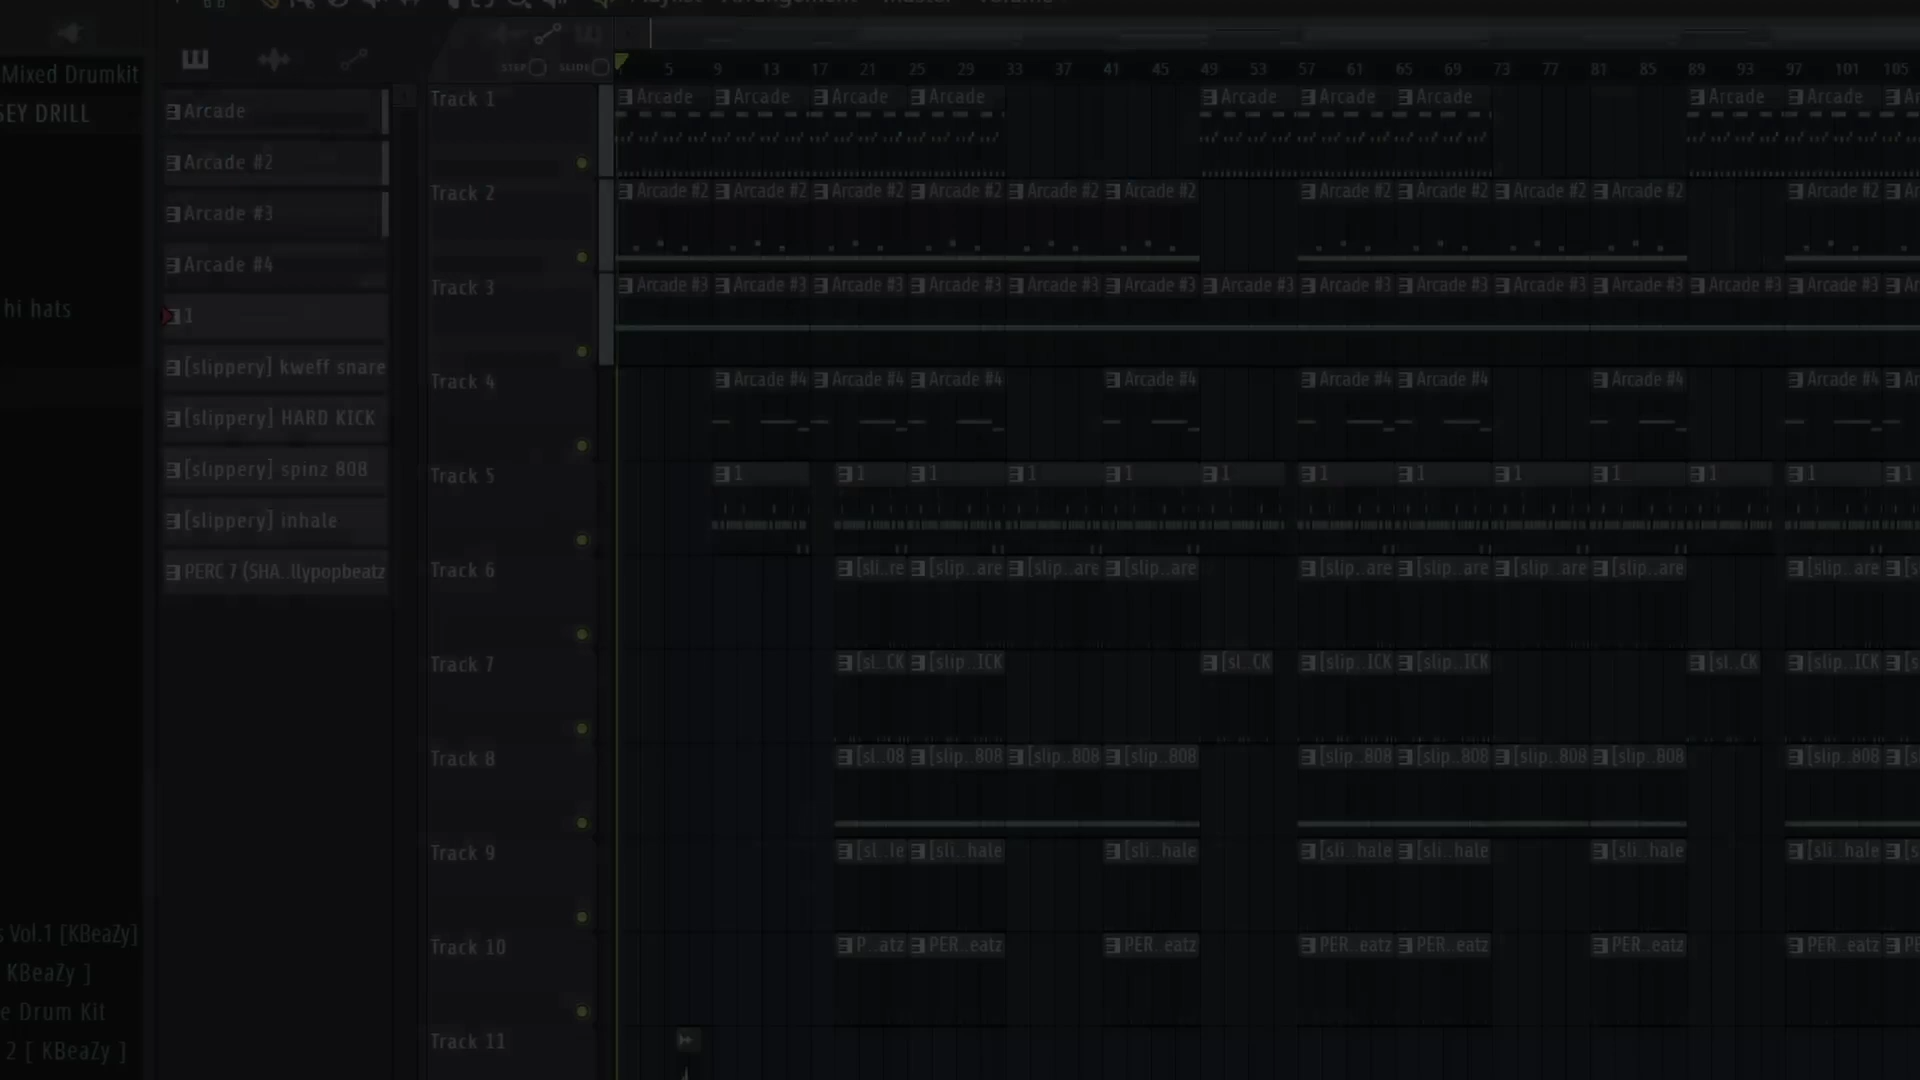 Mixed Drumkit
SEY DRILL
hi hats
s Vol.1 [KBeaZy]
KBeaZy ]
e Drum Kit
2 [ KBeaZy ]
Arcade
Arcade #2
Arcade #3
Arcade #4
1
[slippery] kweff snare
[slippery] HARD KICK
[slippery] spinz 808
[slippery] inhale
PERC 7 (SHA..llypopbeatz
STEP SLIDE
5 9 13 17 21 25 29 33 37 41 45 49 53 57 61 65 69 73 77 81 85 89 93 97 101 105
Track 1 Arcade Arcade Arcade Arcade Arcade Arcade Arcade Arcade Arcade Ar
Track 2 Arcade #2 Arcade #2 Arcade #2 Arcade #2 Arcade #2 Arcade #2 Arcade #2 Arcade #2 Arcade #2 Arcade #2 Arcade #2 Ar
Track 3 Arcade #3 Arcade #3 Arcade #3 Arcade #3 Arcade #3 Arcade #3 Arcade #3 Arcade #3 Arcade #3 Arcade #3 Arcade #3 Arcade #3 Arcade #3 Ar
Track 4 Arcade #4 Arcade #4 Arcade #4 Arcade #4 Arcade #4 Arcade #4 Arcade #4 Arcade #4 Ar
Track 5 1 1 1 1 1 1 1 1 1 1 1 1 1
Track 6 [sli..re [slip..are [slip..are [slip..are [slip..are [slip..are [slip..are [slip..are [slip..are [s
Track 7 [sl..CK [slip..ICK [sl..CK [slip..ICK [slip..ICK [sl..CK [slip..ICK [s
Track 8 [sl..08 [slip..808 [slip..808 [slip..808 [slip..808 [slip..808 [slip..808 [slip..808 [slip..808 [s
Track 9 [sl..le [sli..hale [sli..hale [sli..hale [sli..hale [sli..hale [sli..hale [s
Track 10 P..atz PER..eatz PER..eatz PER..eatz PER..eatz PER..eatz PER..eatz P
Track 11